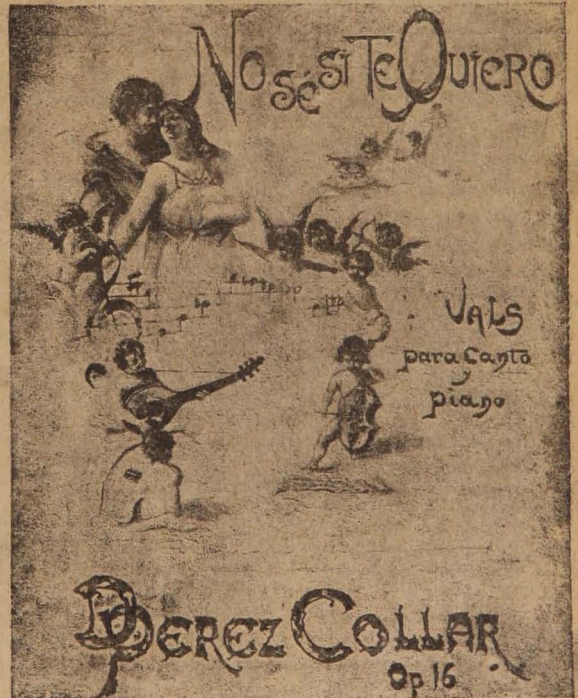 No sé si Te Quiero
Vals
para Canto
y
piano
Perez Collar
Op 16